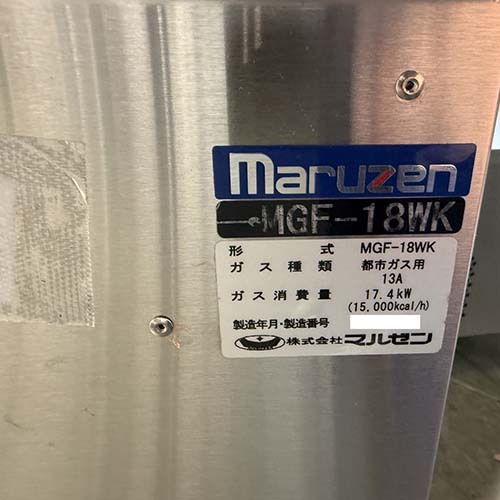 maruzen
MGF-18WK
形 式 MGF-18WK
ガス種類 都市ガス用
13A
ガス消費量 17.4kW
(15,000kcal/h)
製造年月・製造番号
株式会社マルゼン